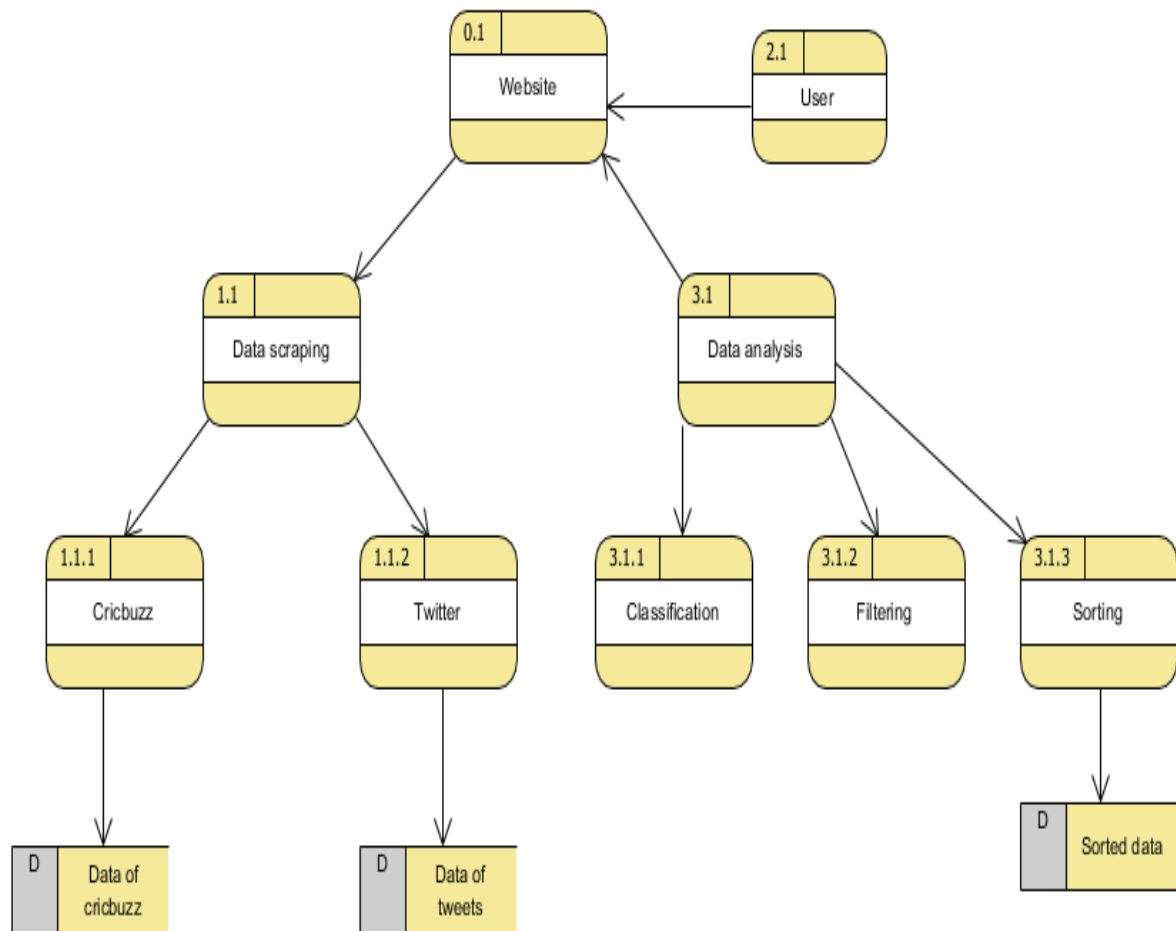 0.1
Website
2.1
User
1.1
Data scraping
3.1
Data analysis
1.1.1
Cricbuzz
1.1.2
Twitter
3.1.1
Classification
3.1.2
Filtering
3.1.3
Sorting
D
Data of
cricbuzz
D
Data of
tweets
D
Sorted data